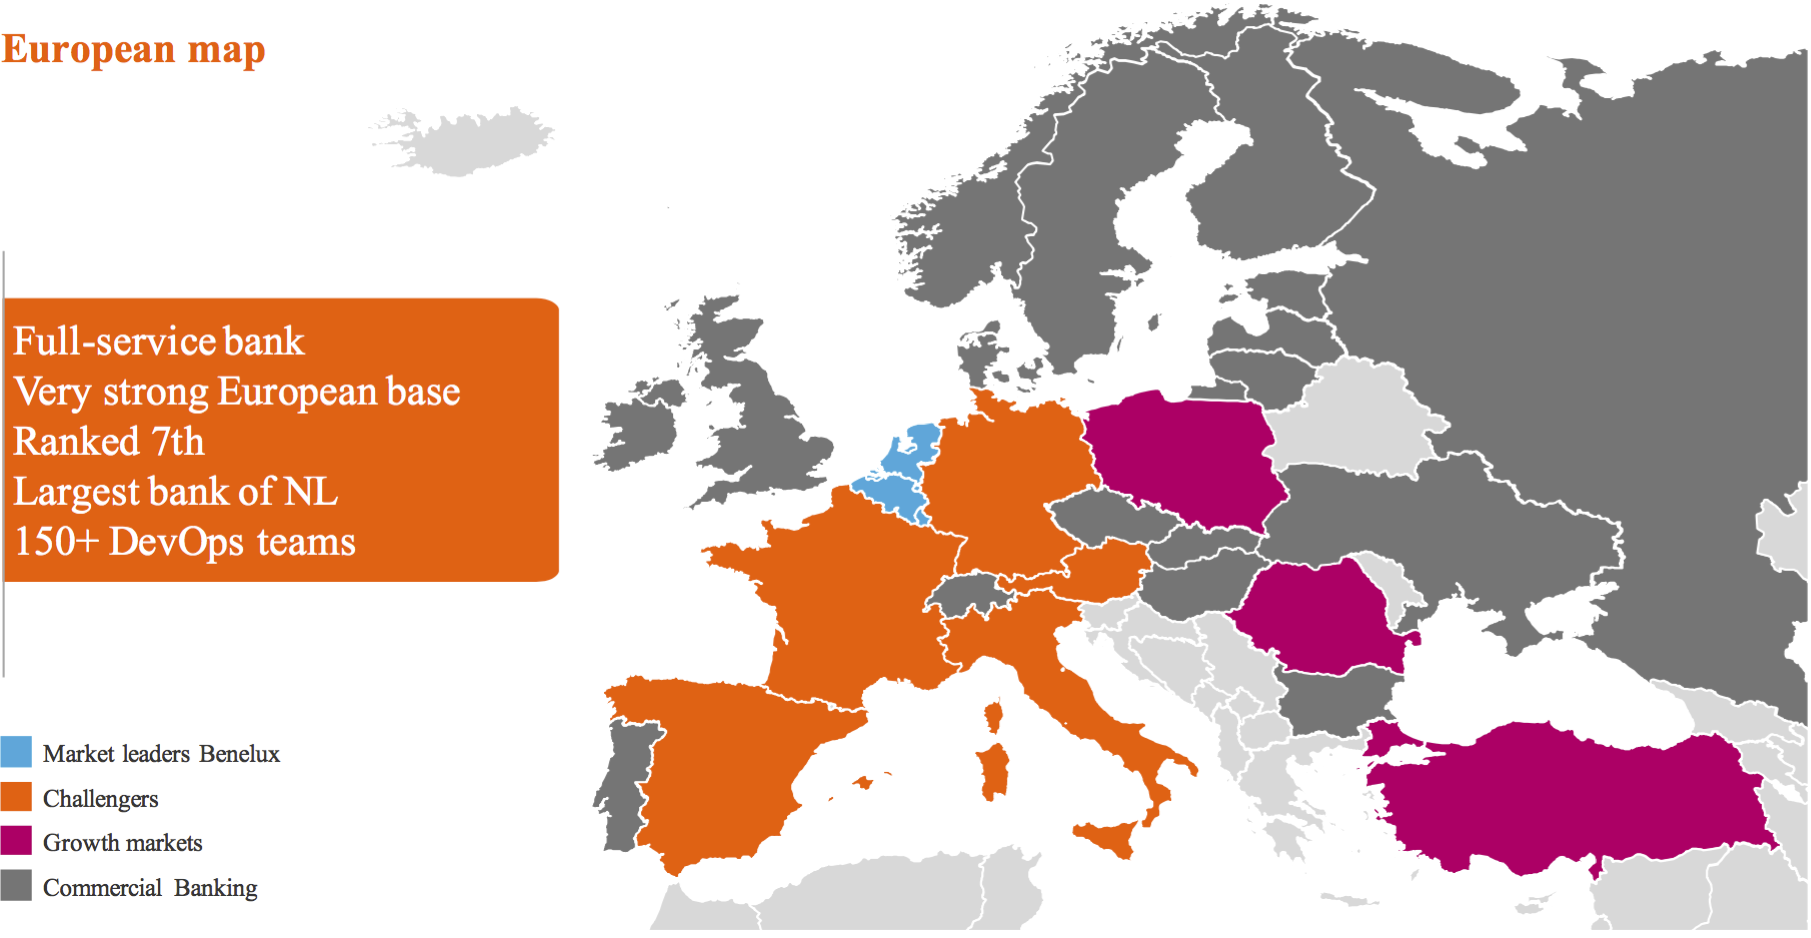 European map
Full-service bank
Very strong European base
Ranked 7th
Largest bank of NL
150+ DevOps teams
Market leaders Benelux
Challengers
Growth markets
Commercial Banking